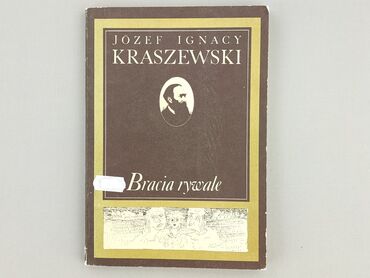 JÓZEF IGNACY
KRASZEWSKI
Bracia rywale